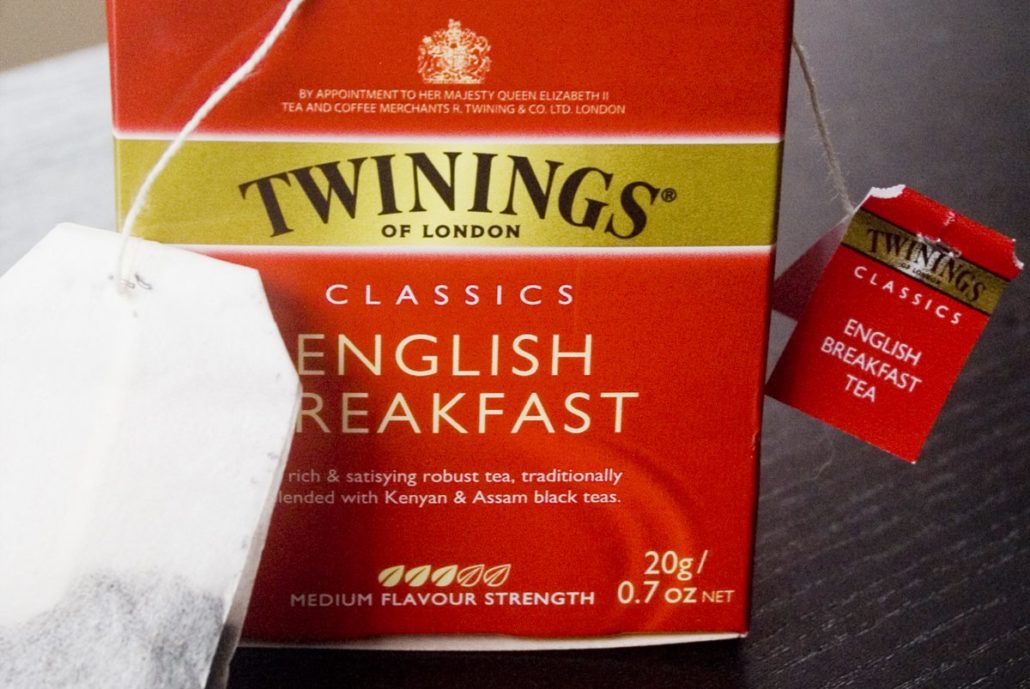 BY APPOINTMENT TO HER MAJESTY QUEEN ELIZABETH II
TEA AND COFFEE MERCHANTS R. TWINING & CO. LTD. LONDON
TWININGS®
OF LONDON
CLASSICS
ENGLISH
REAKFAST
rich & satisying robust tea, traditionally
lended with Kenyan & Assam black teas.
MEDIUM FLAVOUR STRENGTH
20g/
0.7 oz NET
TWININGS
OF LONDON
CLASSICS
ENGLISH
BREAKFAST
TEA